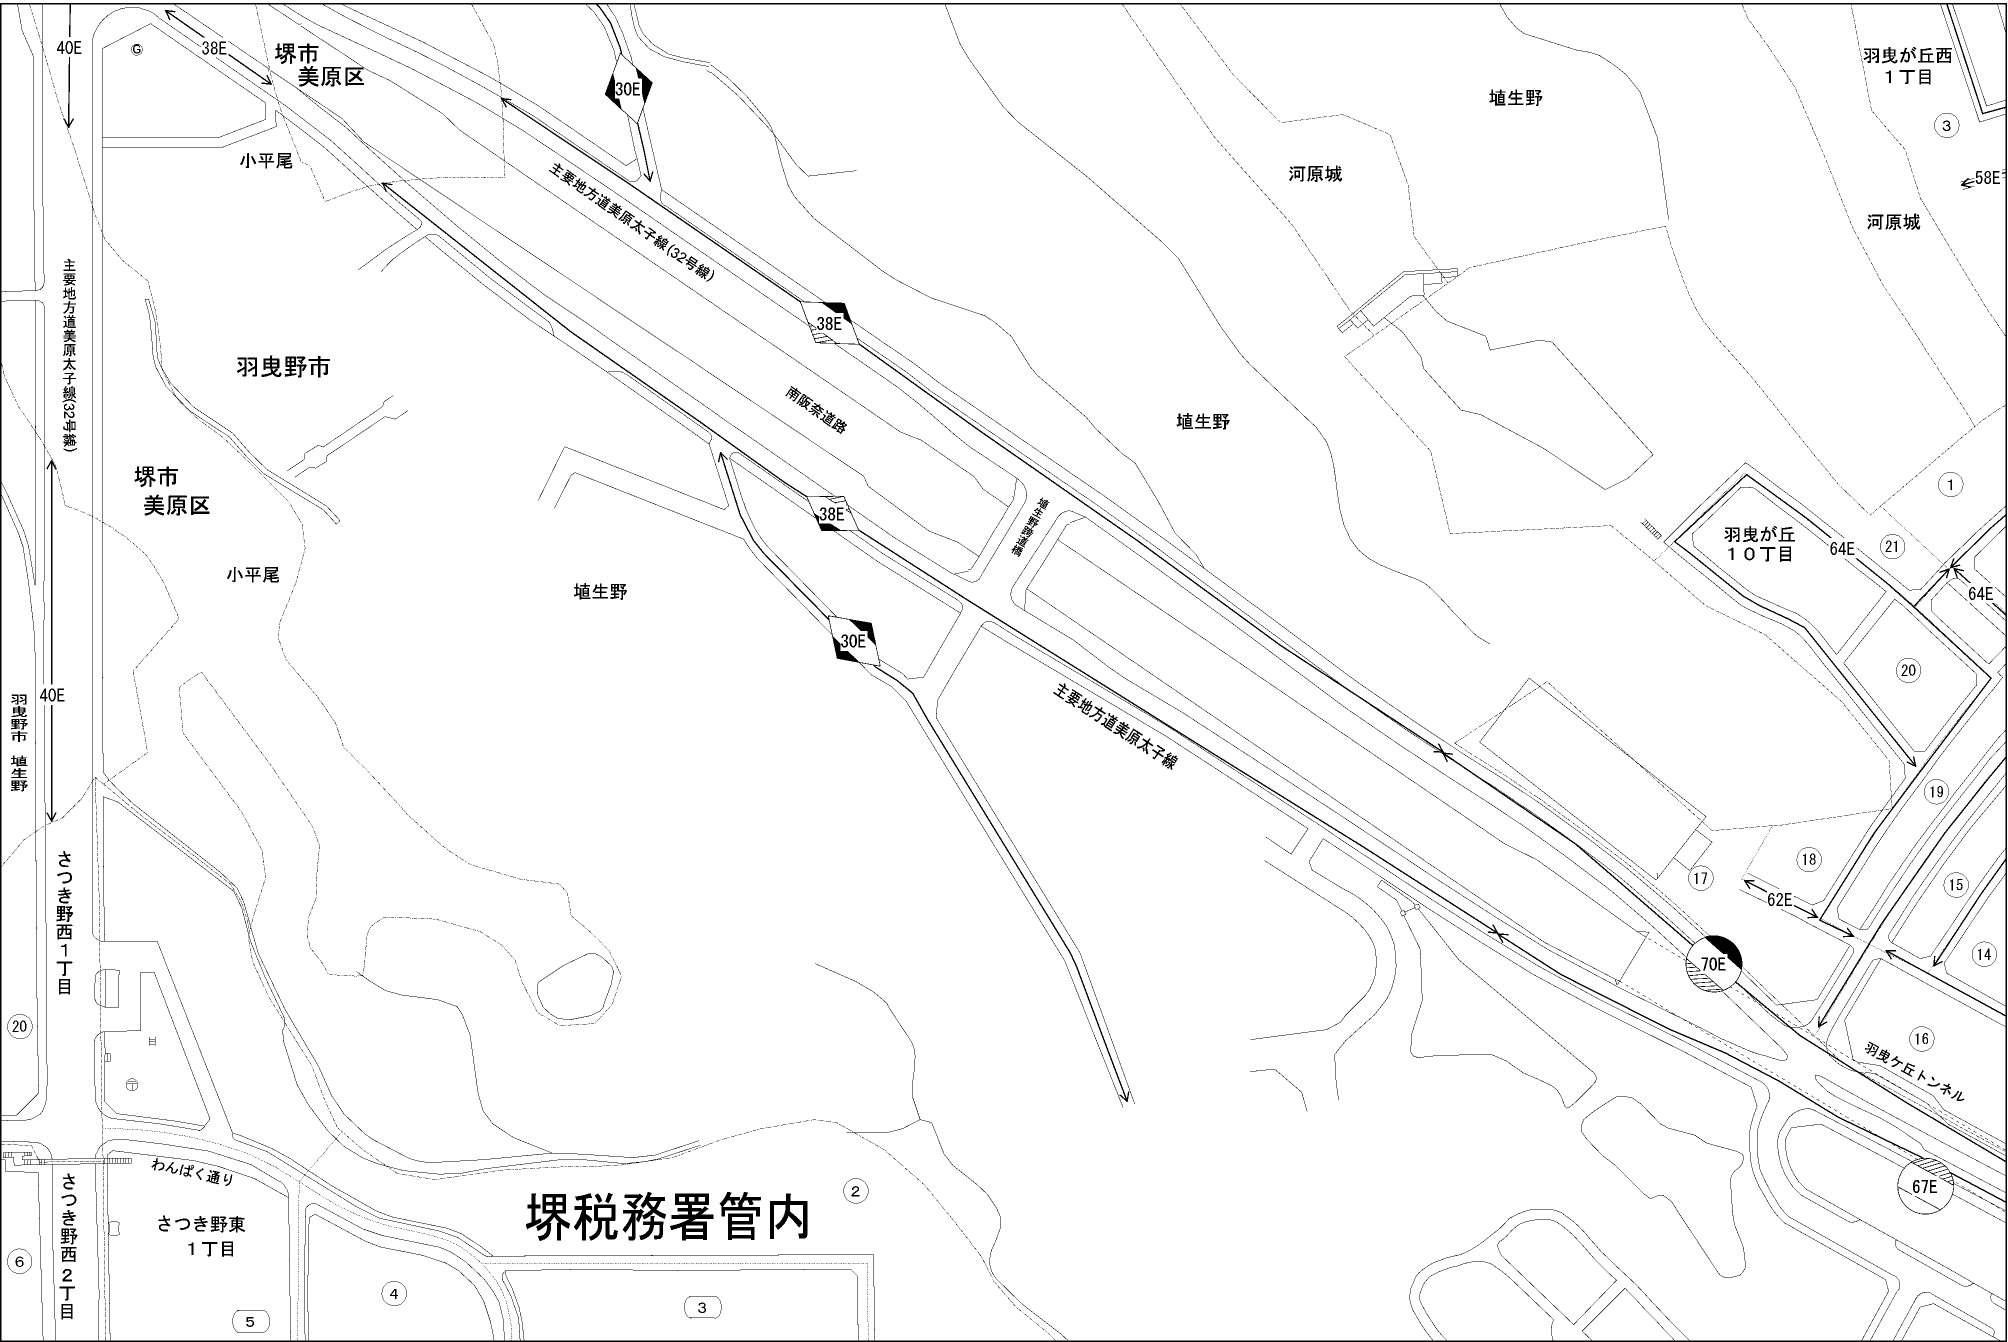 40E
38E
堺市
美原区
G
小平尾
30E
主要地方道美原太子線(32号線)
38E
埴生野
河原城
羽曳が丘西
1丁目
3
58E
河原城
主要地方道美原太子線(32号線)
羽曳野市
堺市
美原区
南阪奈道路
埴生野
38E
埴生野跨道橋
小平尾
埴生野
30E
1
羽曳が丘
10丁目
64E
21
64E
20
40E
羽曳野市 埴生野
主要地方道美原太子線
19
18
17
62E
15
14
さつき野西1丁目
70E
20
16
羽曳ケ丘トンネル
わんぱく通り
さつき野東
1丁目
さつき野西2丁目
堺税務署管内
2
67E
6
4
3
5